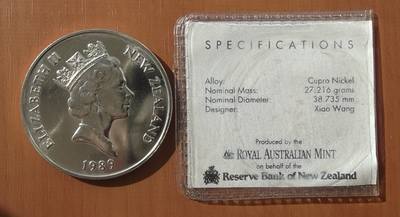 ELIZABETH II NEW ZEALAND
1989
SPECIFICATIONS
Alloy: Cupro Nickel
Nominal Mass: 27.216 grams
Nominal Diameter: 38.735 mm
Designer: Xiao Wang
Produced by the
ROYAL AUSTRALIAN MINT
on behalf of the
Reserve Bank of New Zealand